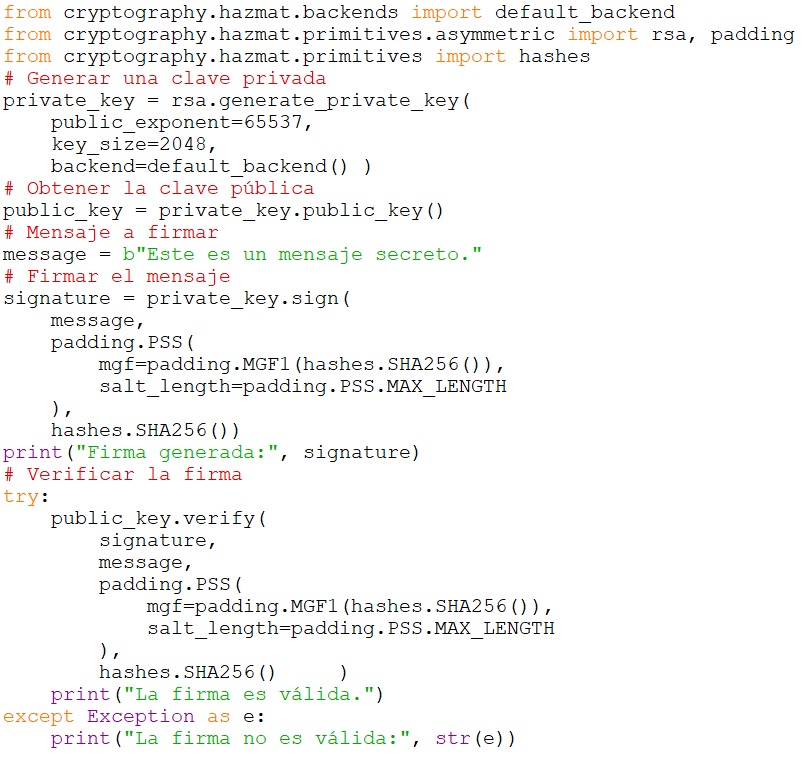 from cryptography.hazmat.backends import default_backend
from cryptography.hazmat.primitives.asymmetric import rsa, padding
from cryptography.hazmat.primitives import hashes
# Generar una clave privada
private_key = rsa.generate_private_key(
    public_exponent=65537,
    key_size=2048,
    backend=default_backend() )
# Obtener la clave pública
public_key = private_key.public_key()
# Mensaje a firmar
message = b"Este es un mensaje secreto."
# Firmar el mensaje
signature = private_key.sign(
    message,
    padding.PSS(
        mgf=padding.MGF1(hashes.SHA256()),
        salt_length=padding.PSS.MAX_LENGTH
    ),
    hashes.SHA256())
print("Firma generada:", signature)
# Verificar la firma
try:
    public_key.verify(
        signature,
        message,
        padding.PSS(
            mgf=padding.MGF1(hashes.SHA256()),
            salt_length=padding.PSS.MAX_LENGTH
        ),
        hashes.SHA256()     )
    print("La firma es válida.")
except Exception as e:
    print("La firma no es válida:", str(e))